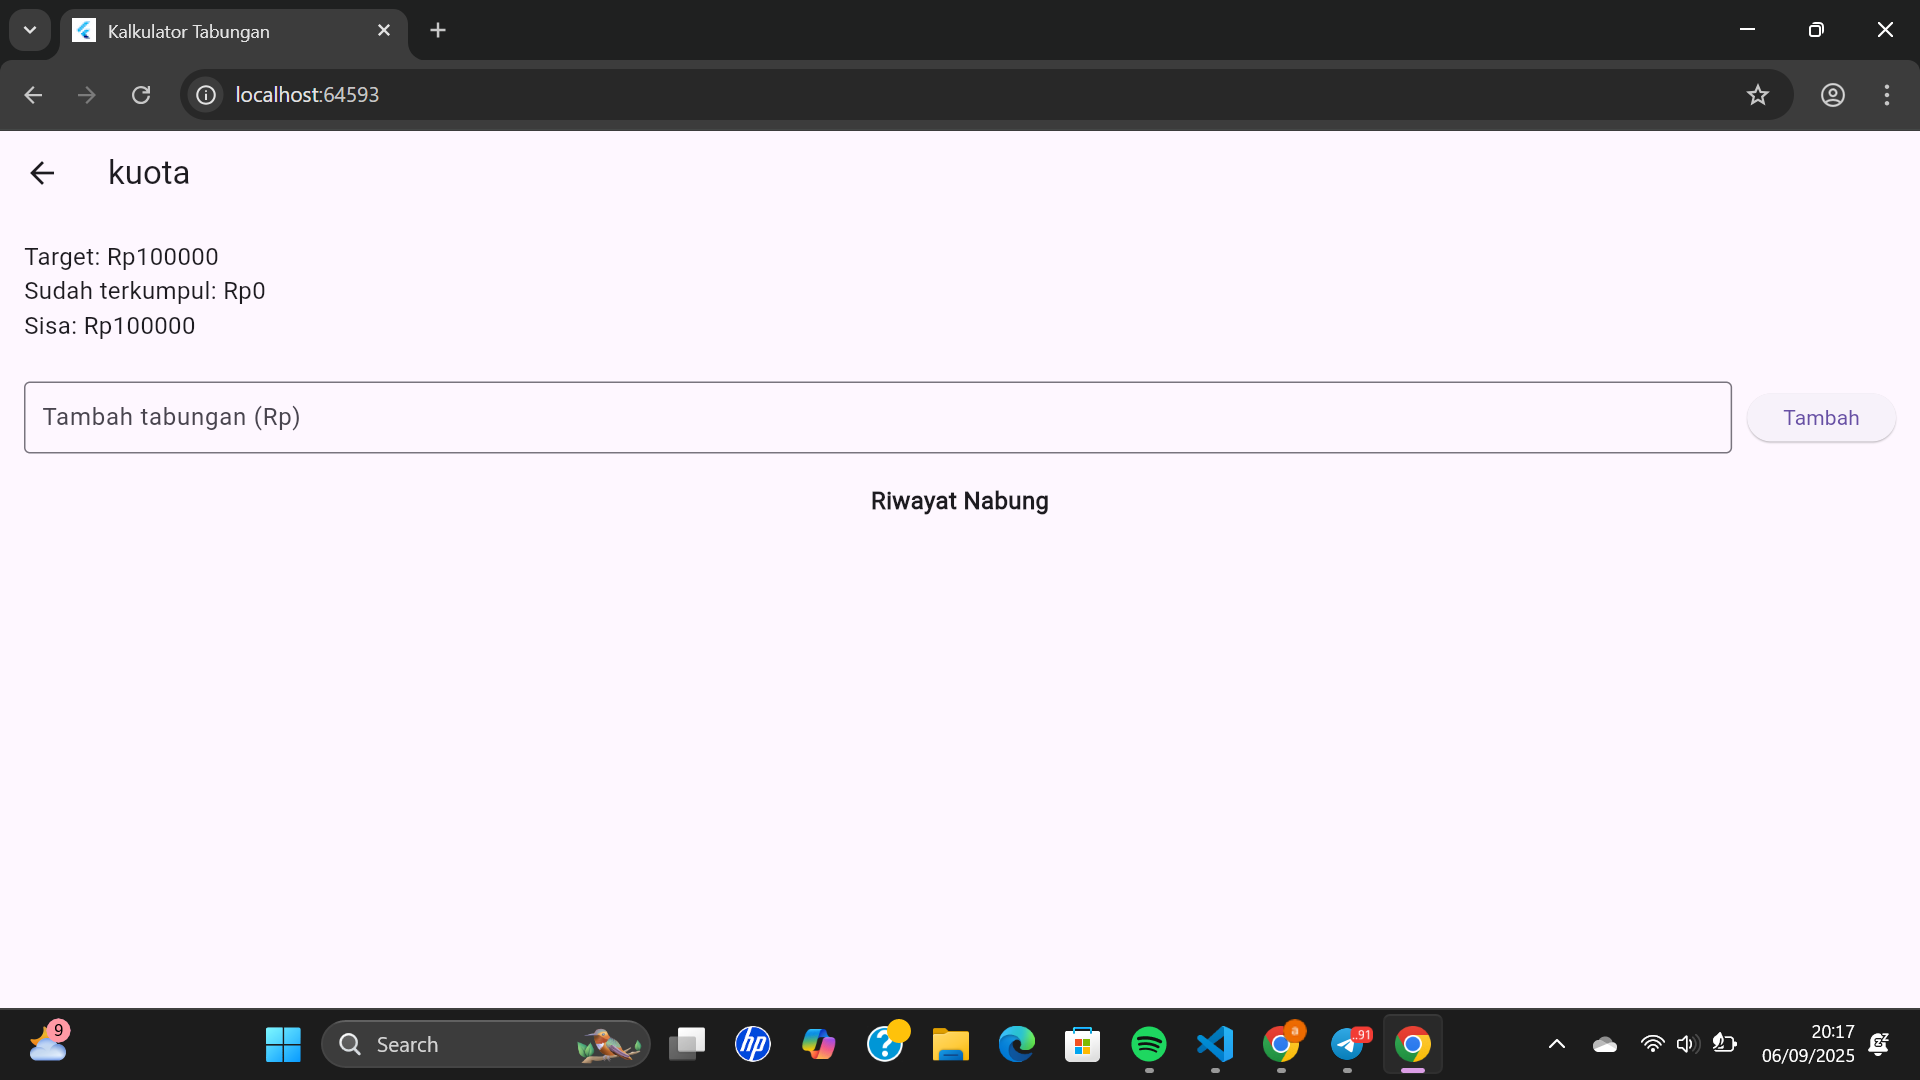 Kalkulator Tabungan
localhost:64593
kuota
Target: Rp100000
Sudah terkumpul: Rp0
Sisa: Rp100000
Tambah tabungan (Rp)
Tambah
Riwayat Nabung
9
Search
hp
?
a
..91
20:17
06/09/2025